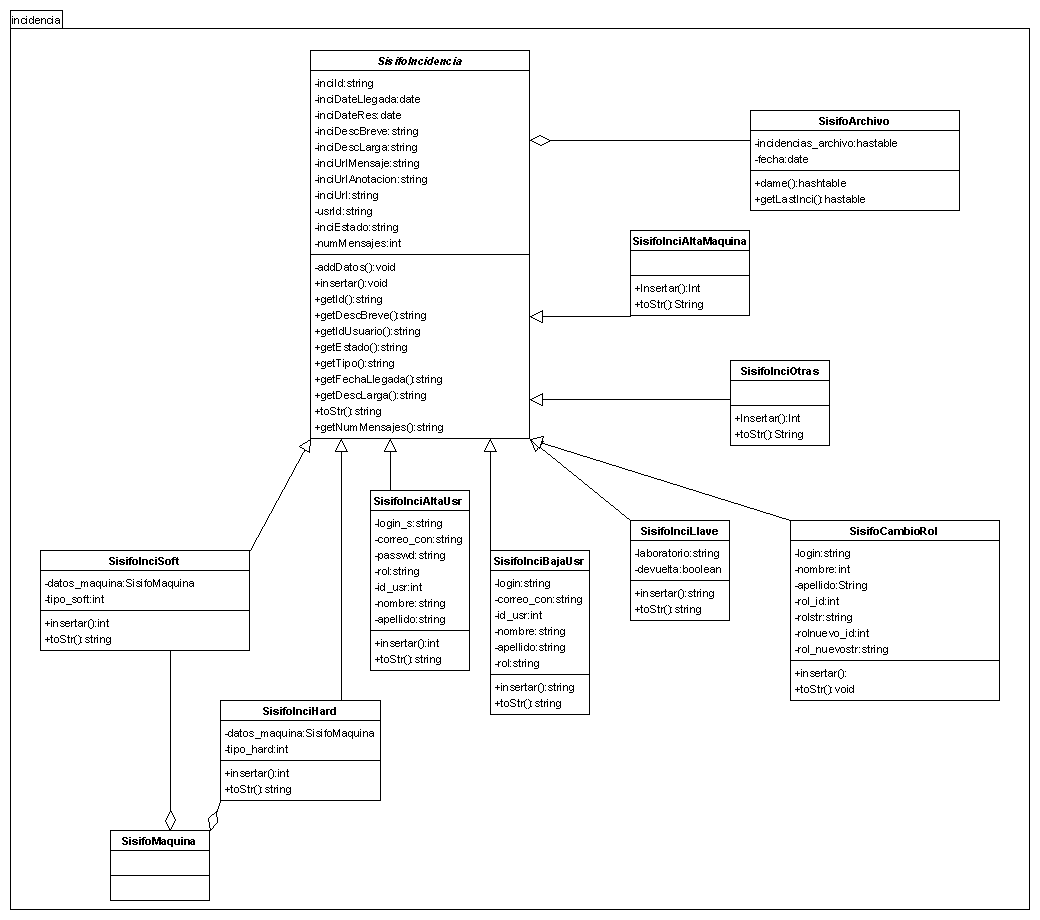 incidencia
SisifoIncidencia
-inciId:string
-inciDateLlegada:date
-inciDateRes:date
-inciDescBreve:string
-inciDescLarga:string
-inciUrlMensaje:string
-inciUrlAnotacion:string
-inciUrl:string
-usrId:string
-inciEstado:string
-numMensajes:int
-addDatos():void
+insertar():void
+getId():string
+getDescBreve():string
+getIdUsuario():string
+getEstado():string
+getTipo():string
+getFechaLlegada():string
+getDescLarga():string
+toStr():string
+getNumMensajes():string
SisifoArchivo
-incidencias_archivo:hastable
-fecha:date
+dame():hashtable
+getLastInci():hastable
SisifoInciAltaMaquina
+Insertar():Int
+toStr():String
SisifoInciOtras
+Insertar():Int
+toStr():String
SisifoInciAltaUsr
-login_s:string
-correo_con:string
-passwd:string
-rol:string
-id_usr:int
-nombre:string
-apellido:string
+insertar():int
+toStr():string
SisifoInciLlave
-laboratorio:string
-devuelta:boolean
+insertar():string
+toStr():string
SisifoCambioRol
-login:string
-nombre:int
-apellido:String
-rol_id:int
-rolstr:string
-rolnuevo_id:int
-rol_nuevostr:string
+insertar():
+toStr():void
SisifoInciSoft
-datos_maquina:SisifoMaquina
-tipo_soft:int
+insertar():int
+toStr():string
SisifoInciBajaUsr
-login:string
-correo_con:string
-id_usr:int
-nombre:string
-apellido:string
-rol:string
+insertar():string
+toStr():string
SisifoInciHard
-datos_maquina:SisifoMaquina
-tipo_hard:int
+insertar():int
+toStr():string
SisifoMaquina